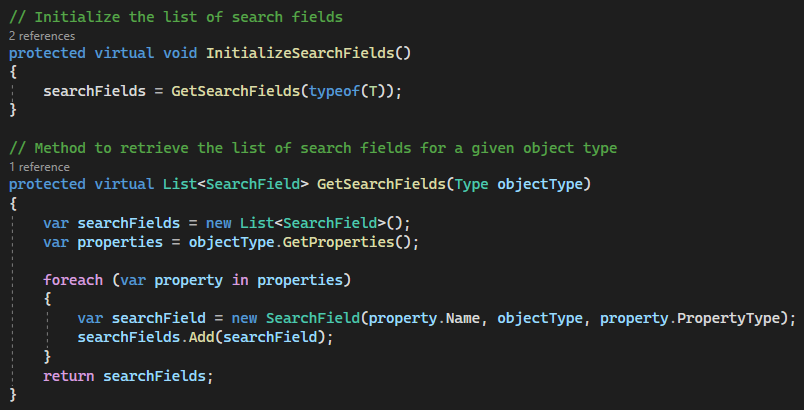 // Initialize the list of search fields
2 references
protected virtual void InitializeSearchFields()
{
    searchFields = GetSearchFields(typeof(T));
}

// Method to retrieve the list of search fields for a given object type
1 reference
protected virtual List<SearchField> GetSearchFields(Type objectType)
{
    var searchFields = new List<SearchField>();
    var properties = objectType.GetProperties();

    foreach (var property in properties)
    {
        var searchField = new SearchField(property.Name, objectType, property.PropertyType);
        searchFields.Add(searchField);
    }
    return searchFields;
}